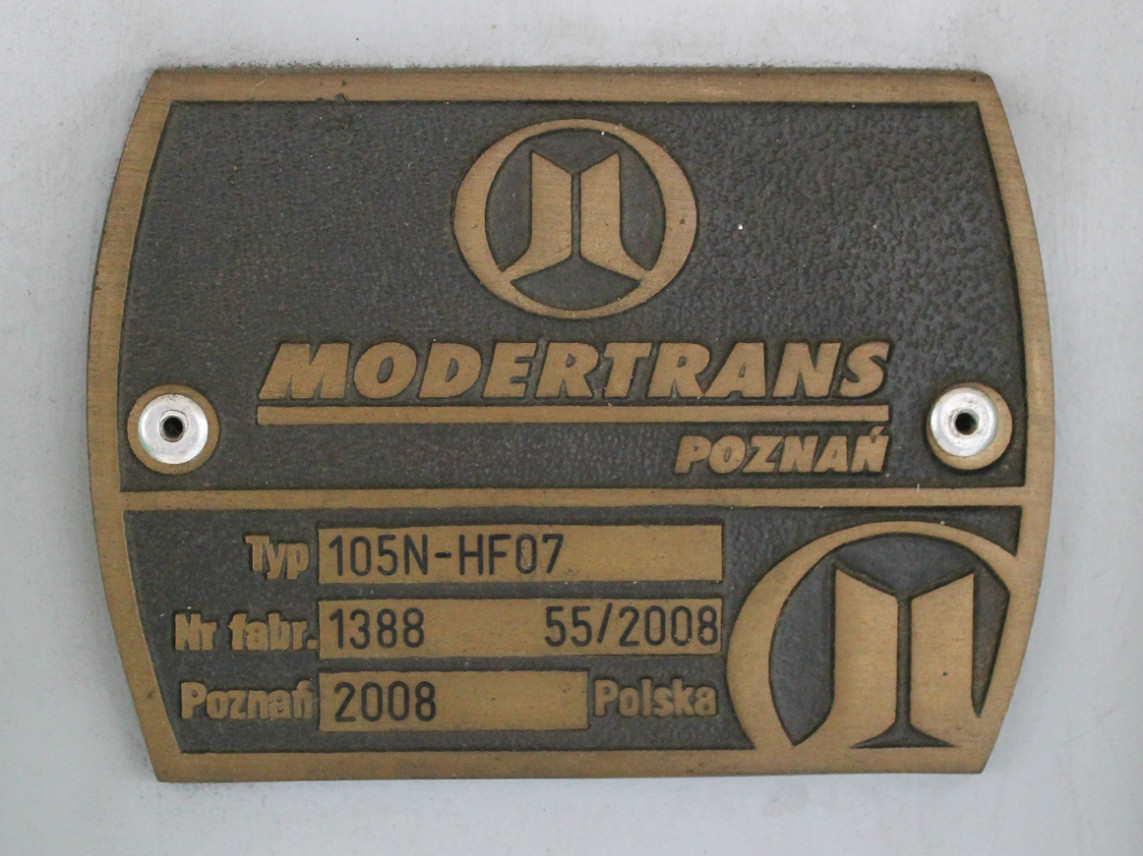 MODERTRANS
POZNAŃ
Typ 105N-HF07
Nr fabr. 1388 55/2008
Poznań 2008 Polska